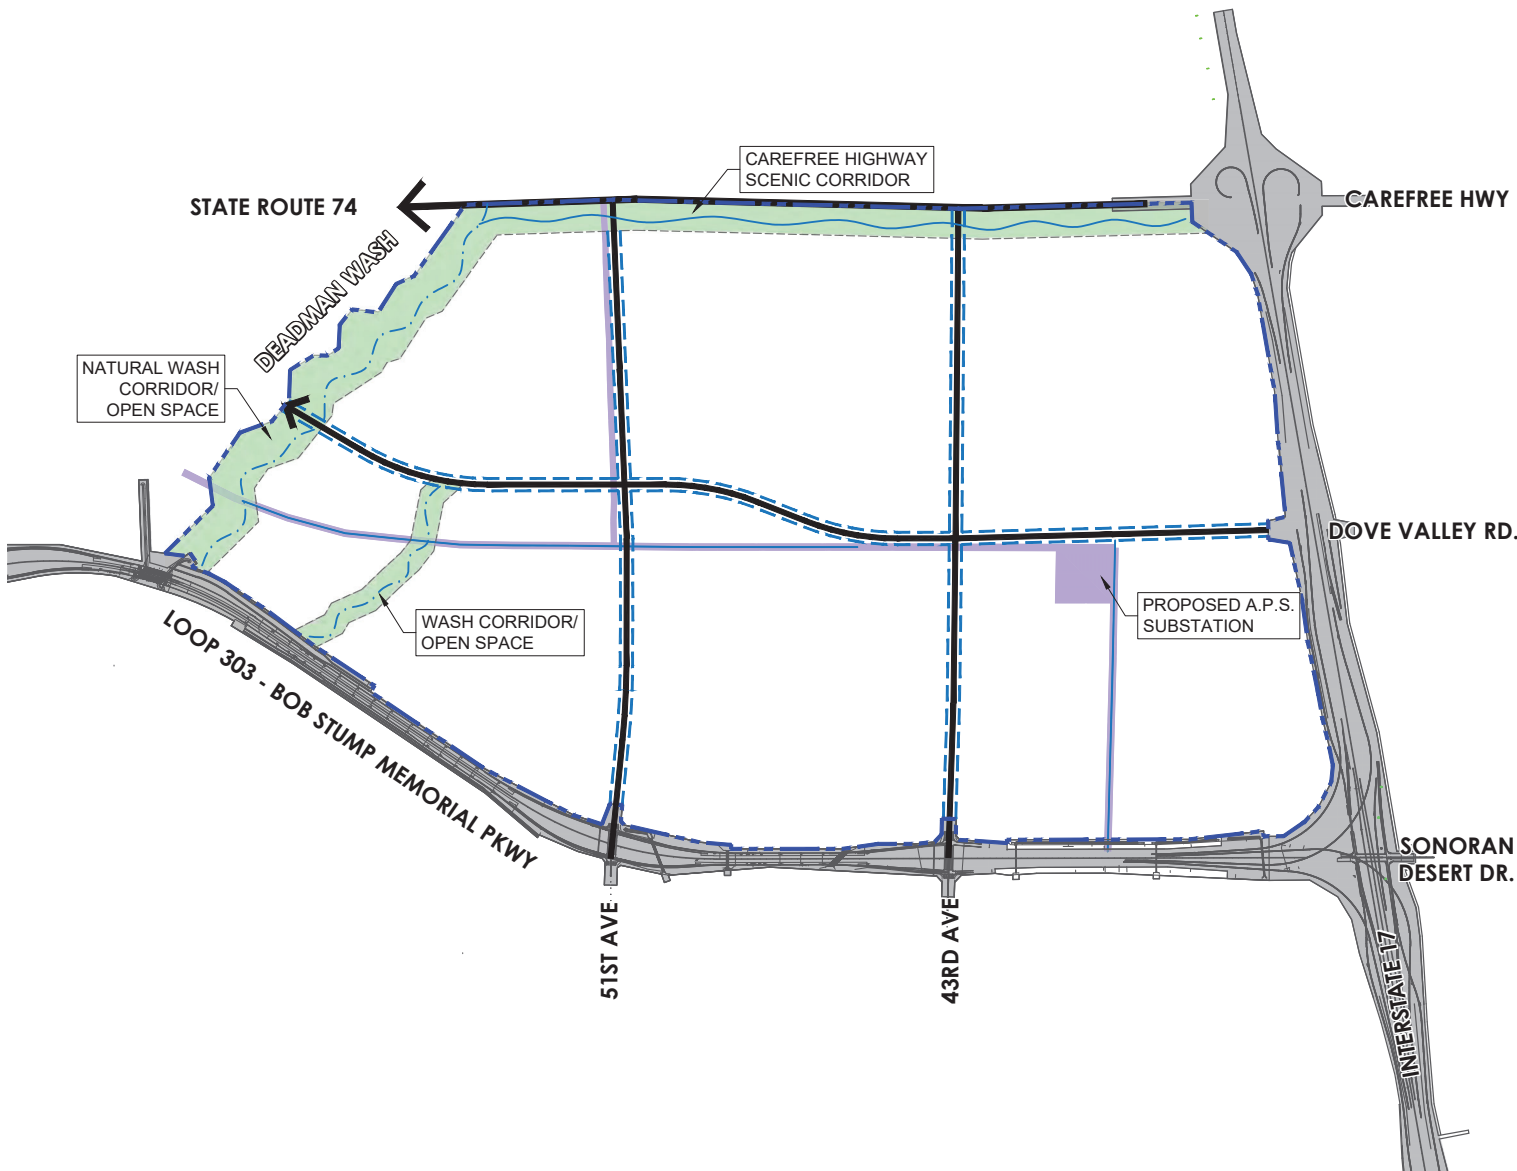 CAREFREE HIGHWAY
SCENIC CORRIDOR
STATE ROUTE 74
CAREFREE HWY
DEADMAN WASH
NATURAL WASH
CORRIDOR/
OPEN SPACE
DOVE VALLEY RD.
PROPOSED A.P.S.
SUBSTATION
WASH CORRIDOR/
OPEN SPACE
LOOP 303 - BOB STUMP MEMORIAL PKWY
SONORAN
DESERT DR.
51ST AVE
43RD AVE
INTERSTATE 17